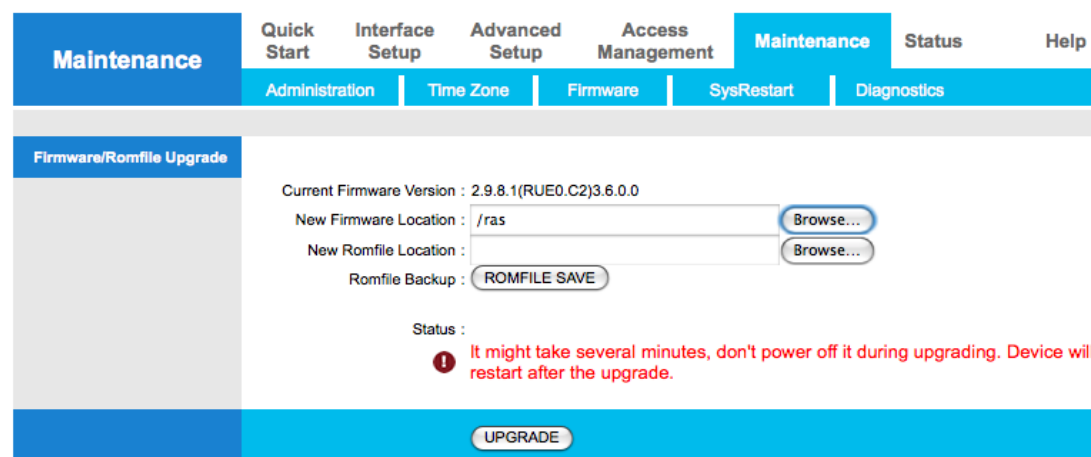 Maintenance
Quick Start
Interface Setup
Advanced Setup
Access Management
Maintenance
Status
Help
Administration
Time Zone
Firmware
SysRestart
Diagnostics
Firmware/Romfile Upgrade
Current Firmware Version : 2.9.8.1(RUE0.C2)3.6.0.0
New Firmware Location : /ras Browse...
New Romfile Location : Browse...
Romfile Backup : ROMFILE SAVE
Status :
It might take several minutes, don't power off it during upgrading. Device will
restart after the upgrade.
UPGRADE